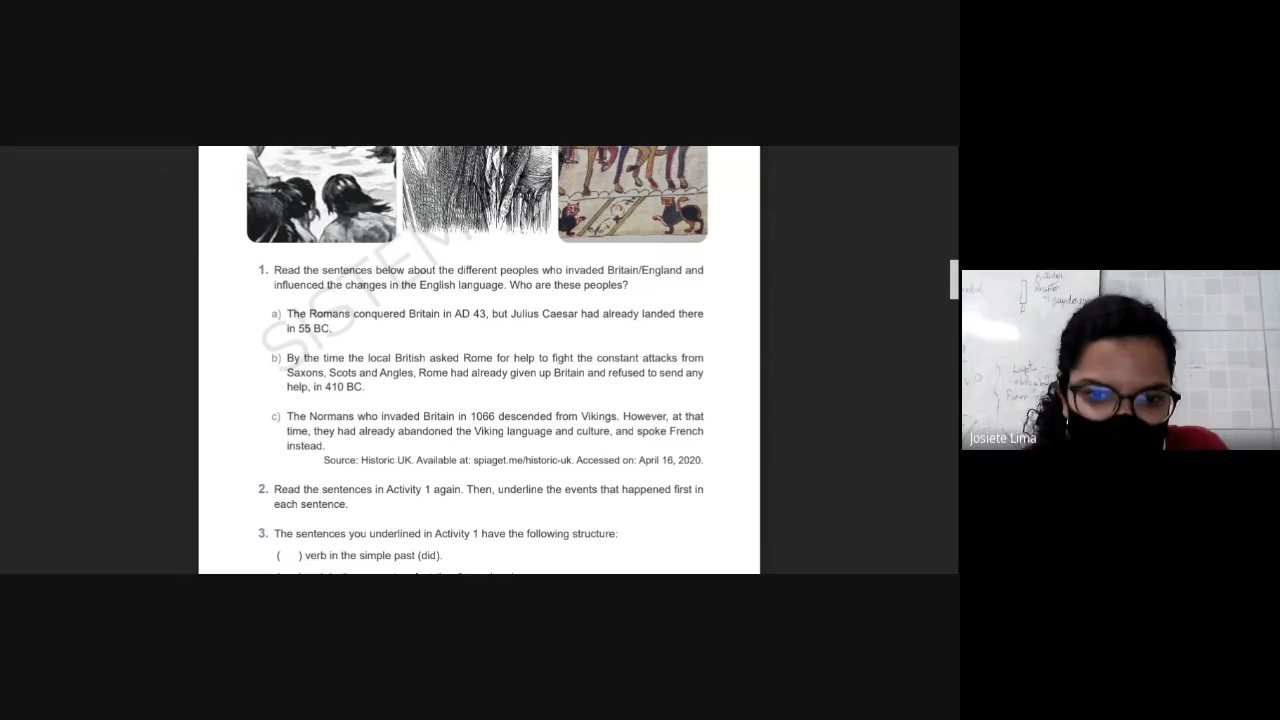 SISTEM
1. Read the sentences below about the different peoples who invaded Britain/England and
influenced the changes in the English language. Who are these peoples?
a) The Romans conquered Britain in AD 43, but Julius Caesar had already landed there
in 55 BC.
b) By the time the local British asked Rome for help to fight the constant attacks from
Saxons, Scots and Angles, Rome had already given up Britain and refused to send any
help, in 410 BC.
c) The Normans who invaded Britain in 1066 descended from Vikings. However, at that
time, they had already abandoned the Viking language and culture, and spoke French
instead.
Source: Historic UK. Available at: spiaget.me/historic-uk. Accessed on: April 16, 2020.
2. Read the sentences in Activity 1 again. Then, underline the events that happened first in
each sentence.
3. The sentences you underlined in Activity 1 have the following structure:
( ) verb in the simple past (did).
Josiete Lima